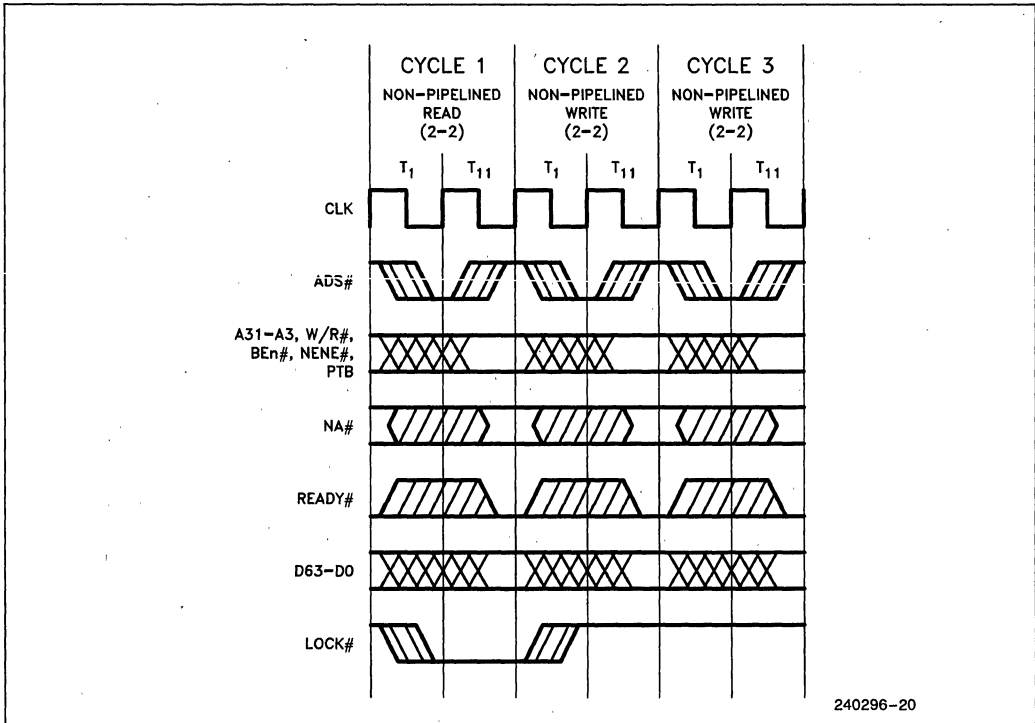 CYCLE 1 CYCLE 2 CYCLE 3
NON-PIPELINED NON-PIPELINED NON-PIPELINED
READ WRITE WRITE
(2-2) (2-2) (2-2)
T1 T11 T1 T11 T1 T11
CLK
ADS#
A31-A3, W/R#,
BEn#, NENE#,
PTB
NA#
READY#
D63-D0
LOCK#
240296-20